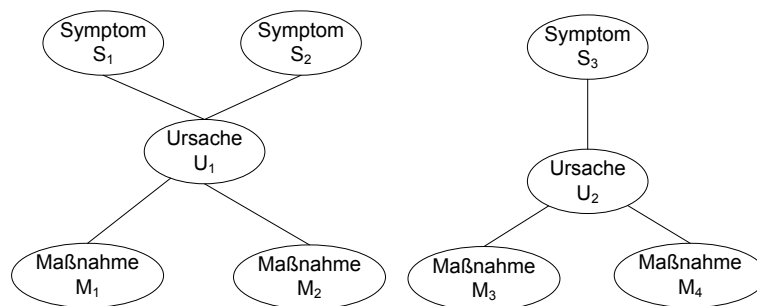 Symptom
S₁
Symptom
S₂
Symptom
S₃
Ursache
U₁
Ursache
U₂
Maßnahme
M₁
Maßnahme
M₂
Maßnahme
M₃
Maßnahme
M₄